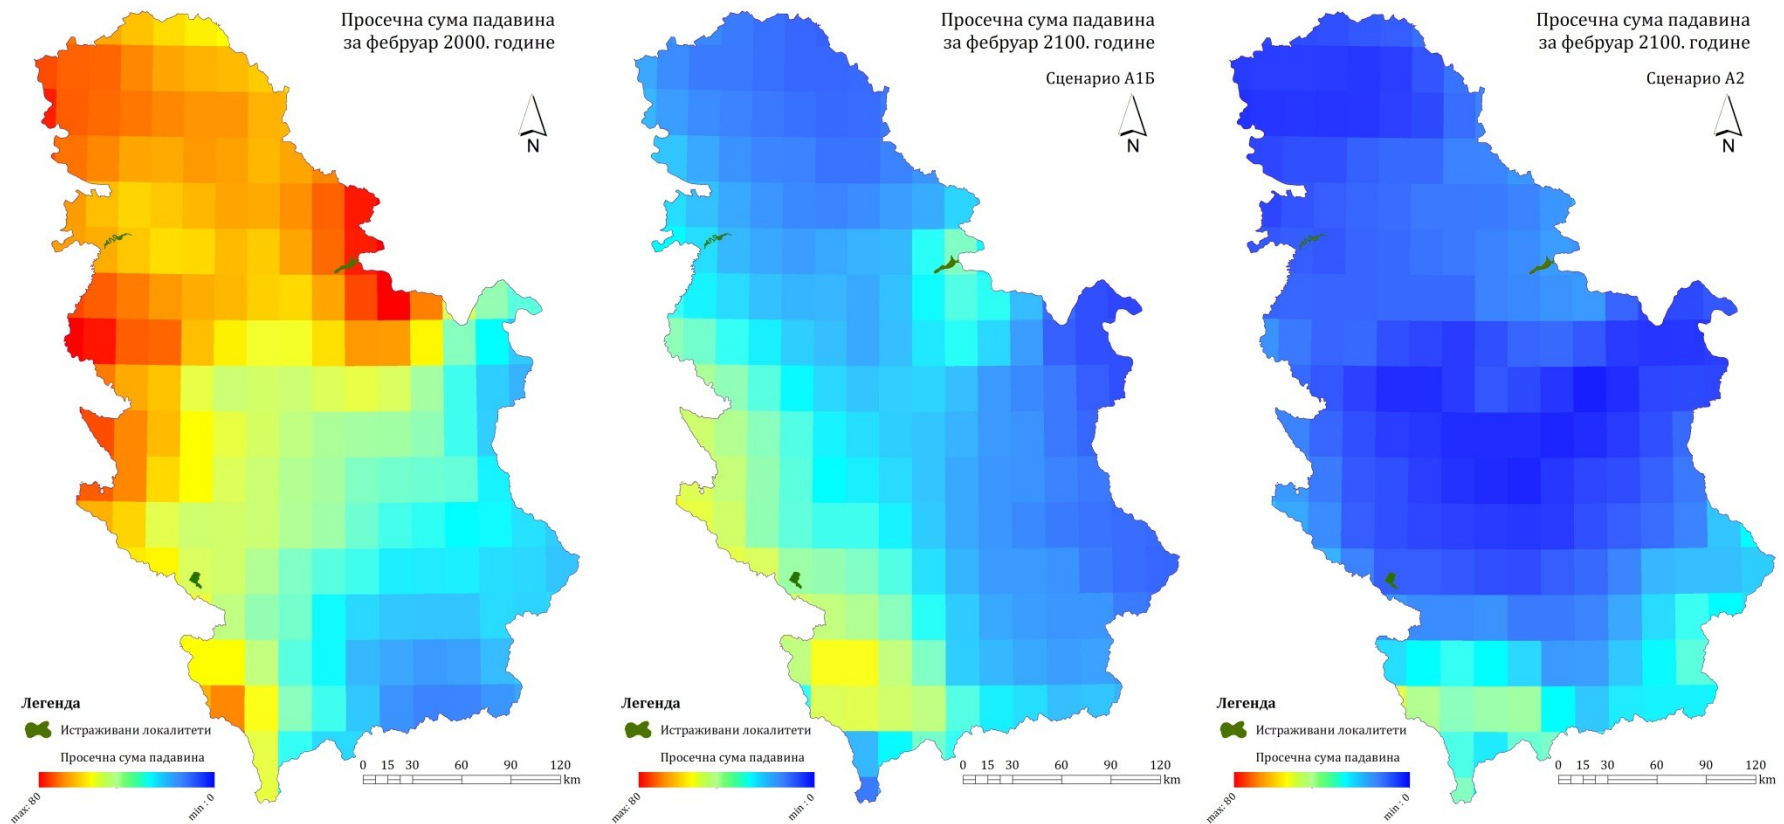 Просечна сума падавина
за фебруар 2000. године
N
Легенда
Истраживани локалитети
Просечна сума падавина
max: 80
min : 0
0 15 30 60 90 120
km
Просечна сума падавина
за фебруар 2100. године
Сценарио А1Б
N
Легенда
Истраживани локалитети
Просечна сума падавина
max: 80
min : 0
0 15 30 60 90 120
km
Просечна сума падавина
за фебруар 2100. године
Сценарио А2
N
Легенда
Истраживани локалитети
Просечна сума падавина
max: 80
min : 0
0 15 30 60 90 120
km